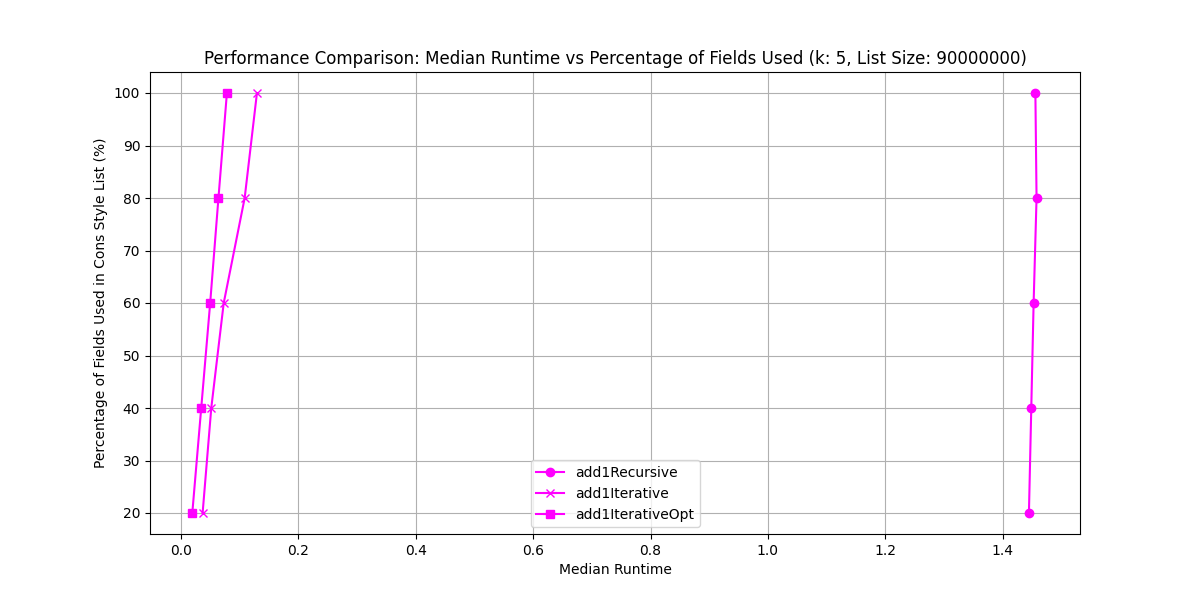 Performance Comparison: Median Runtime vs Percentage of Fields Used (k: 5, List Size: 90000000)
Percentage of Fields Used in Cons Style List (%)
100
90
80
70
60
50
40
30
20
add1Recursive
add1Iterative
add1IterativeOpt
0.0 0.2 0.4 0.6 0.8 1.0 1.2 1.4
Median Runtime